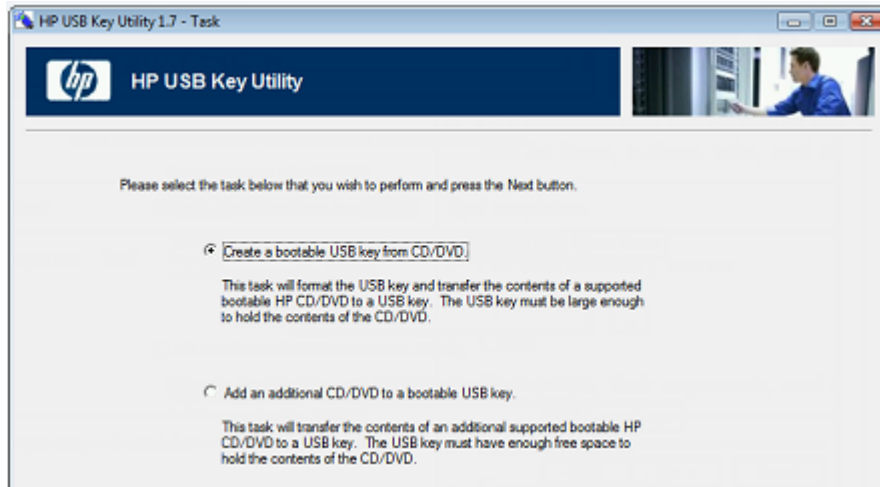 HP USB Key Utility 1.7 - Task
hp
HP USB Key Utility
Please select the task below that you wish to perform and press the Next button.
Create a bootable USB key from CD/DVD.
This task will format the USB key and transfer the contents of a supported
bootable HP CD/DVD to a USB key. The USB key must be large enough
to hold the contents of the CD/DVD.
Add an additional CD/DVD to a bootable USB key.
This task will transfer the contents of an additional supported bootable HP
CD/DVD to a USB key. The USB key must have enough free space to
hold the contents of the CD/DVD.